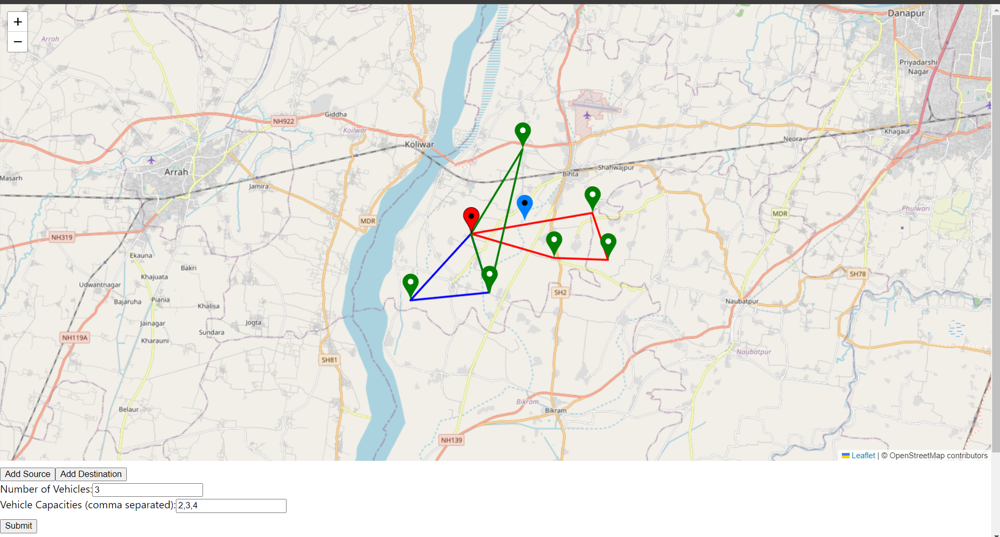 +
−
Danapur
Arrah
Priyadarshi
Nagar
Giddha
NH922
Koilwar
Khagaul
Neora
Koliwar
Shahwajpur
Bihta
Arrah
Masarh
Jamira
Phulwari
MDR
MDR
NH319
Ekauna
Bakri
Khajuata
SH78
Udwantnagar
SH2
Naubatpur
Bajaruha
Piania
Khalisa
Jainagar
Jogta
Sundara
NH119A
Kharauni
Naubatpur
SH81
Bikram
Belaur
Bikram
NH139
Leaflet | © OpenStreetMap contributors
Add Source Add Destination
Number of Vehicles: 3
Vehicle Capacities (comma separated): 2,3,4
Submit